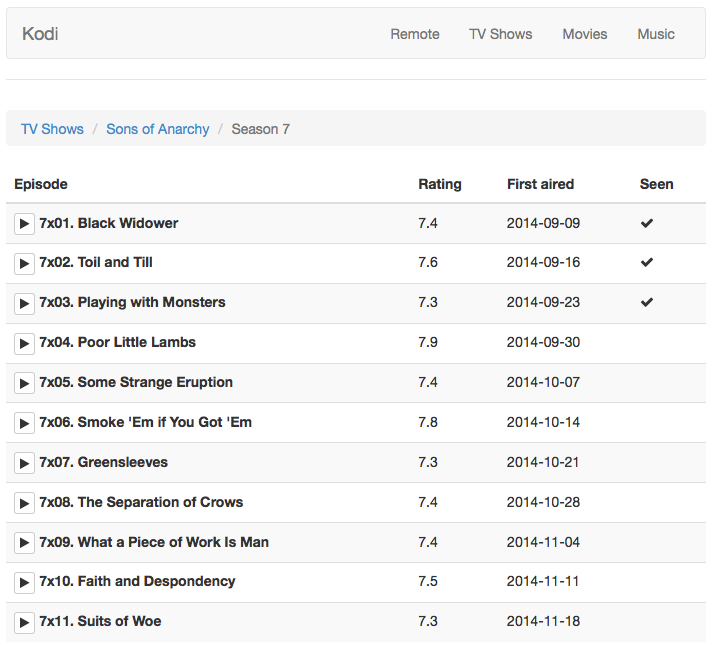 Kodi Remote TV Shows Movies Music
TV Shows / Sons of Anarchy / Season 7
Episode Rating First aired Seen
7x01. Black Widower 7.4 2014-09-09
7x02. Toil and Till 7.6 2014-09-16
7x03. Playing with Monsters 7.3 2014-09-23
7x04. Poor Little Lambs 7.9 2014-09-30
7x05. Some Strange Eruption 7.4 2014-10-07
7x06. Smoke 'Em if You Got 'Em 7.8 2014-10-14
7x07. Greensleeves 7.3 2014-10-21
7x08. The Separation of Crows 7.4 2014-10-28
7x09. What a Piece of Work Is Man 7.4 2014-11-04
7x10. Faith and Despondency 7.5 2014-11-11
7x11. Suits of Woe 7.3 2014-11-18